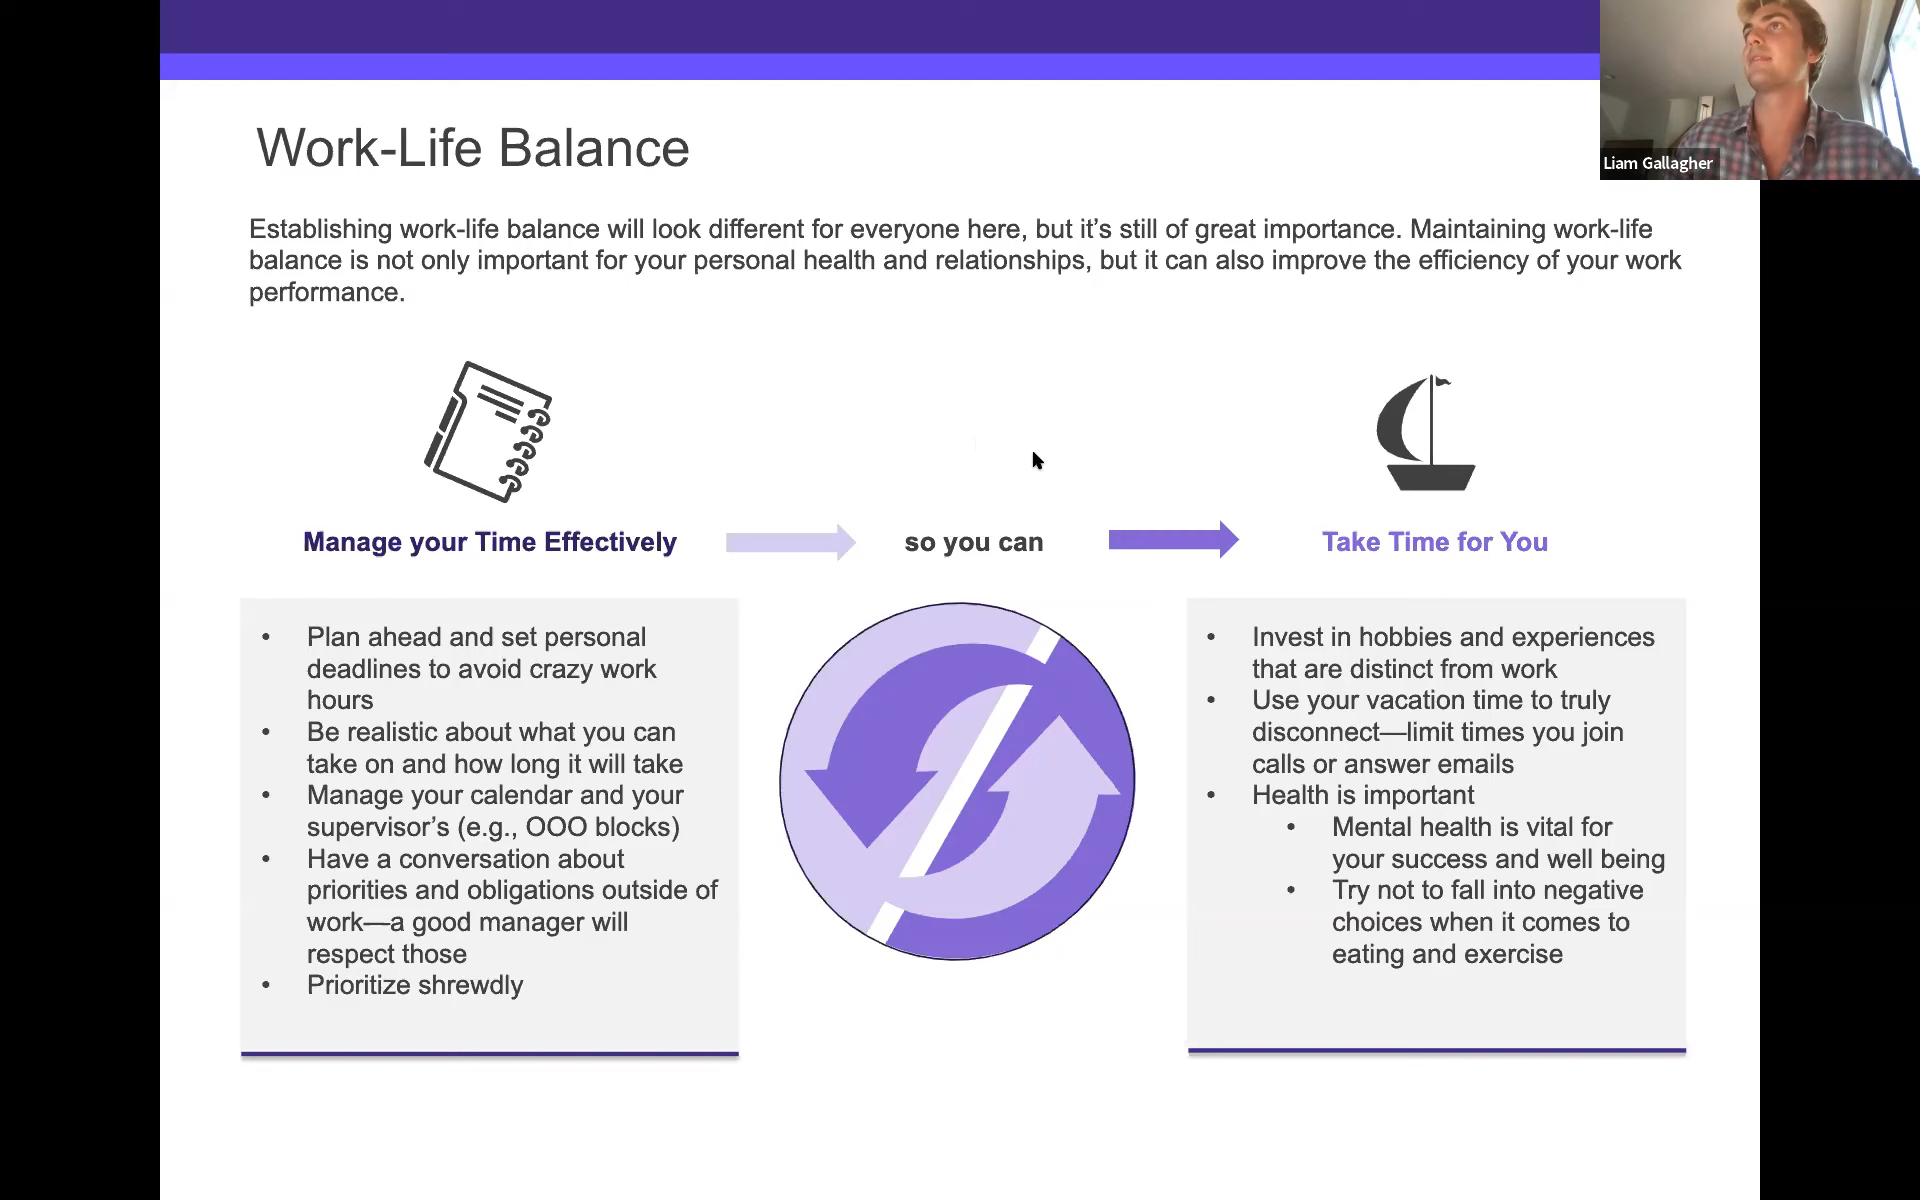 Liam Gallagher
Work-Life Balance
Establishing work-life balance will look different for everyone here, but it’s still of great importance. Maintaining work-life
balance is not only important for your personal health and relationships, but it can also improve the efficiency of your work
performance.
Manage your Time Effectively
so you can
Take Time for You
• Plan ahead and set personal
deadlines to avoid crazy work
hours
• Be realistic about what you can
take on and how long it will take
• Manage your calendar and your
supervisor’s (e.g., OOO blocks)
• Have a conversation about
priorities and obligations outside of
work—a good manager will
respect those
• Prioritize shrewdly
• Invest in hobbies and experiences
that are distinct from work
• Use your vacation time to truly
disconnect—limit times you join
calls or answer emails
• Health is important
• Mental health is vital for
your success and well being
• Try not to fall into negative
choices when it comes to
eating and exercise